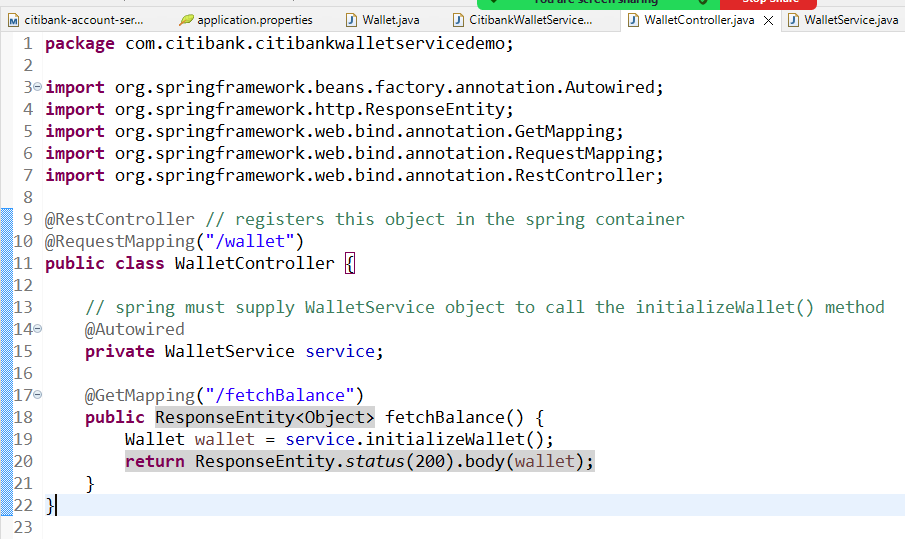 You are screen sharing
Stop Share
citibank-account-ser...
application.properties
Wallet.java
CitibankWalletService...
WalletController.java
WalletService.java
1 package com.citibank.citibankwalletservicedemo;
2
3 import org.springframework.beans.factory.annotation.Autowired;
4 import org.springframework.http.ResponseEntity;
5 import org.springframework.web.bind.annotation.GetMapping;
6 import org.springframework.web.bind.annotation.RequestMapping;
7 import org.springframework.web.bind.annotation.RestController;
8
9 @RestController // registers this object in the spring container
10 @RequestMapping("/wallet")
11 public class WalletController {
12
13 // spring must supply WalletService object to call the initializeWallet() method
14 @Autowired
15 private WalletService service;
16
17 @GetMapping("/fetchBalance")
18 public ResponseEntity<Object> fetchBalance() {
19 Wallet wallet = service.initializeWallet();
20 return ResponseEntity.status(200).body(wallet);
21 }
22 }
23